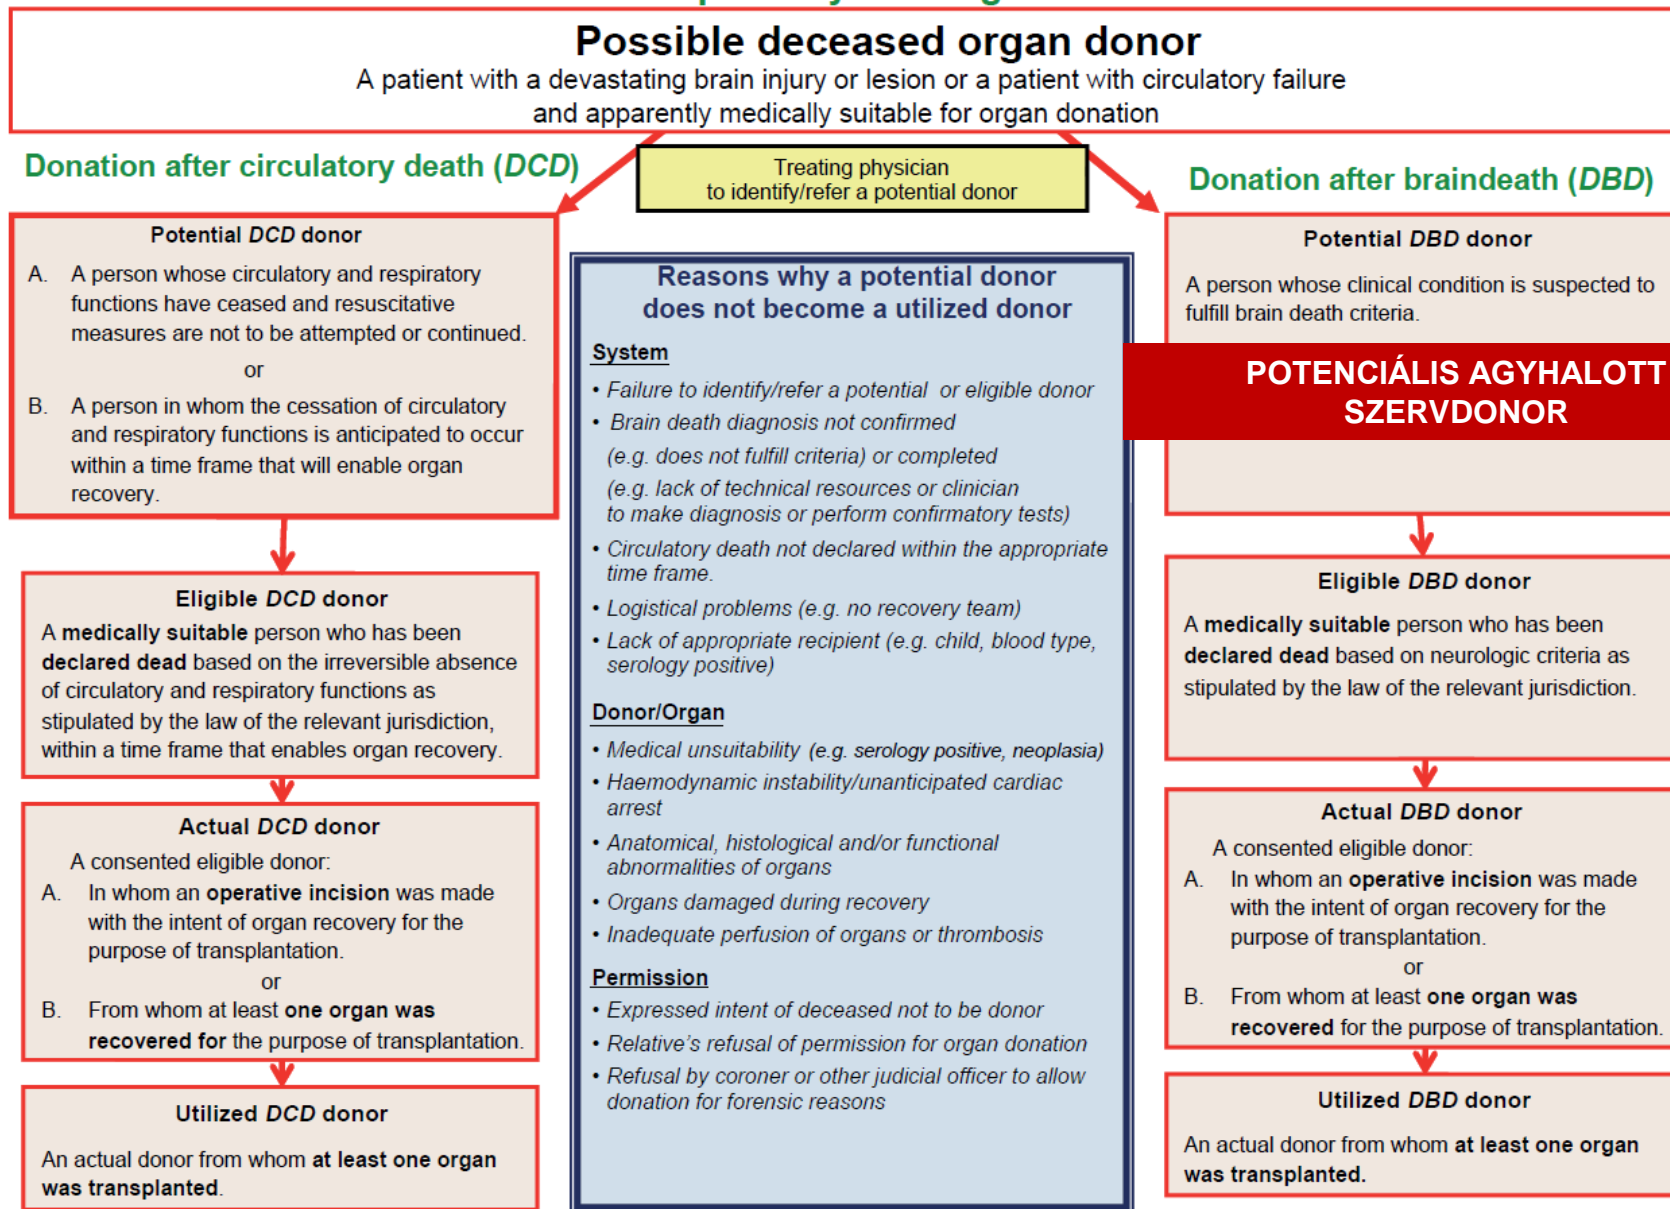 Possible deceased organ donor
A patient with a devastating brain injury or lesion or a patient with circulatory failure
and apparently medically suitable for organ donation
Treating physician
to identify/refer a potential donor
Donation after circulatory death (DCD)
Potential DCD donor
A. A person whose circulatory and respiratory
functions have ceased and resuscitative
measures are not to be attempted or continued.
or
B. A person in whom the cessation of circulatory
and respiratory functions is anticipated to occur
within a time frame that will enable organ
recovery.
Eligible DCD donor
A medically suitable person who has been
declared dead based on the irreversible absence
of circulatory and respiratory functions as
stipulated by the law of the relevant jurisdiction,
within a time frame that enables organ recovery.
Actual DCD donor
A consented eligible donor:
A. In whom an operative incision was made
with the intent of organ recovery for the
purpose of transplantation.
or
B. From whom at least one organ was
recovered for the purpose of transplantation.
Utilized DCD donor
An actual donor from whom at least one organ
was transplanted.
Reasons why a potential donor
does not become a utilized donor
System
• Failure to identify/refer a potential or eligible donor
• Brain death diagnosis not confirmed
(e.g. does not fulfill criteria) or completed
(e.g. lack of technical resources or clinician
to make diagnosis or perform confirmatory tests)
• Circulatory death not declared within the appropriate
time frame.
• Logistical problems (e.g. no recovery team)
• Lack of appropriate recipient (e.g. child, blood type,
serology positive)
Donor/Organ
• Medical unsuitability (e.g. serology positive, neoplasia)
• Haemodynamic instability/unanticipated cardiac
arrest
• Anatomical, histological and/or functional
abnormalities of organs
• Organs damaged during recovery
• Inadequate perfusion of organs or thrombosis
Permission
• Expressed intent of deceased not to be donor
• Relative's refusal of permission for organ donation
• Refusal by coroner or other judicial officer to allow
donation for forensic reasons
Donation after braindeath (DBD)
Potential DBD donor
A person whose clinical condition is suspected to
fulfill brain death criteria.
POTENCIÁLIS AGYHALOTT
SZERVDONOR
Eligible DBD donor
A medically suitable person who has been
declared dead based on neurologic criteria as
stipulated by the law of the relevant jurisdiction.
Actual DBD donor
A consented eligible donor:
A. In whom an operative incision was made
with the intent of organ recovery for the
purpose of transplantation.
or
B. From whom at least one organ was
recovered for the purpose of transplantation.
Utilized DBD donor
An actual donor from whom at least one organ
was transplanted.